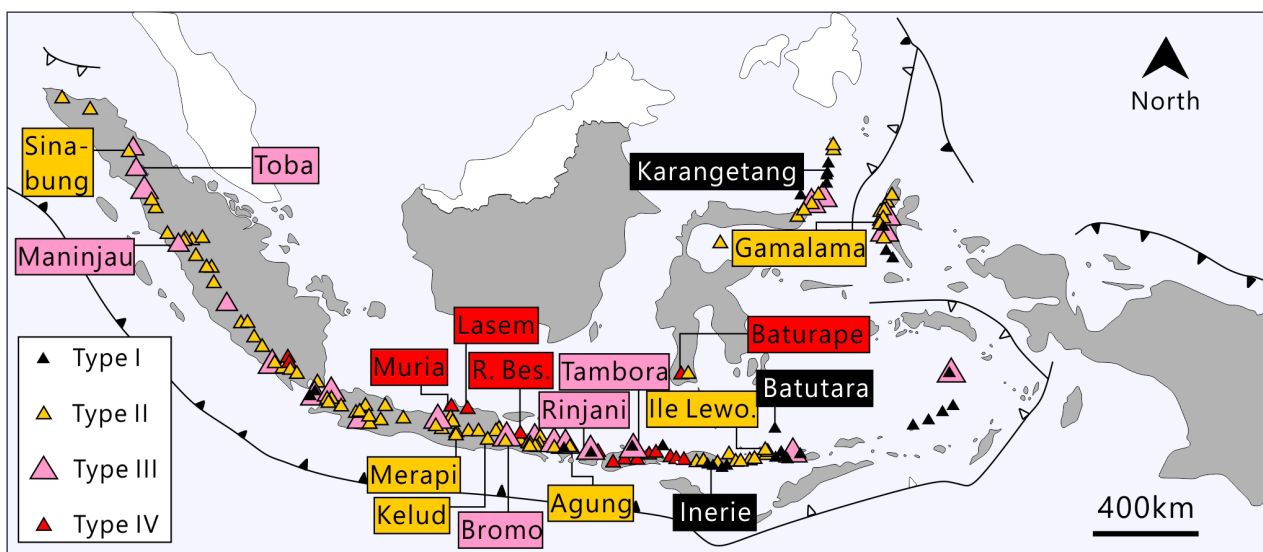 North
Sina-
bung
Toba
Karangetang
Maninjau
Gamalama
Lasem
Baturape
Muria
R. Bes.
Tambora
Batutara
Rinjani
Ile Lewo.
Type I
Type II
Type III
Type IV
Merapi
Kelud
Bromo
Agung
Inerie
400km